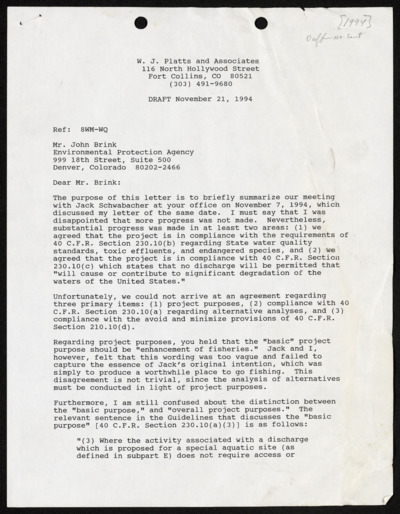 [1994]
W. J. Platts and Associates
116 North Hollywood Street
Fort Collins, CO 80521
(303) 491-9680
DRAFT November 21, 1994
Ref: 8WM-WQ
Mr. John Brink
Environmental Protection Agency
999 18th Street, Suite 500
Denver, Colorado 80202-2466
Dear Mr. Brink:
The purpose of this letter is to briefly summarize our meeting
with Jack Schwabacher at your office on November 7, 1994, which
discussed my letter of the same date. I must say that I was
disappointed that more progress was not made. Nevertheless,
substantial progress was made in at least two areas: (1) we
agreed that the project is in compliance with the requirements of
40 C.F.R. Section 230.10(b) regarding State water quality
standards, toxic effluents, and endangered species, and (2) we
agreed that the project is in compliance with 40 C.F.R. Section
230.10(c) which states that no discharge will be permitted that
"will cause or contribute to significant degradation of the
waters of the United States."
Unfortunately, we could not arrive at an agreement regarding
three primary items: (1) project purposes, (2) compliance with 40
C.F.R. Section 230.10(a) regarding alternative analyses, and (3)
compliance with the avoid and minimize provisions of 40 C.F.R.
Section 210.10(d).
Regarding project purposes, you held that the "basic" project
purpose should be "enhancement of fisheries." Jack and I,
however, felt that this wording was too vague and failed to
capture the essence of Jack's original intention, which was
simply to produce a worthwhile place to go fishing. This
disagreement is not trivial, since the analysis of alternatives
must be conducted in light of project purposes.
Furthermore, I am still confused about the distinction between
the "basic purpose," and "overall project purposes." The
relevant sentence in the Guidelines that discusses the "basic
purpose" [40 C.F.R. Section 230.10(a)(3)] is as follows:
"(3) Where the activity associated with a discharge
which is proposed for a special aquatic site (as
defined in subpart E) does not require access or